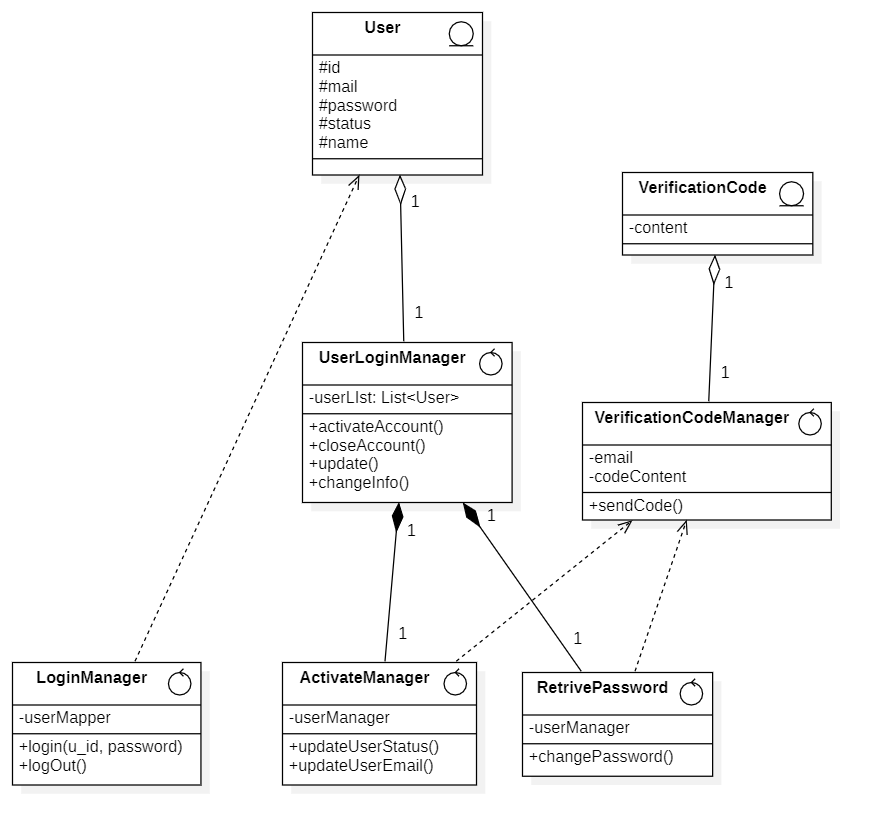 User
#id
#mail
#password
#status
#name
1
1
VerificationCode
-content
1
1
UserLoginManager
-userLIst: List<User>
+activateAccount()
+closeAccount()
+update()
+changeInfo()
1
1
1
1
VerificationCodeManager
-email
-codeContent
+sendCode()
LoginManager
-userMapper
+login(u_id, password)
+logOut()
ActivateManager
-userManager
+updateUserStatus()
+updateUserEmail()
RetrivePassword
-userManager
+changePassword()